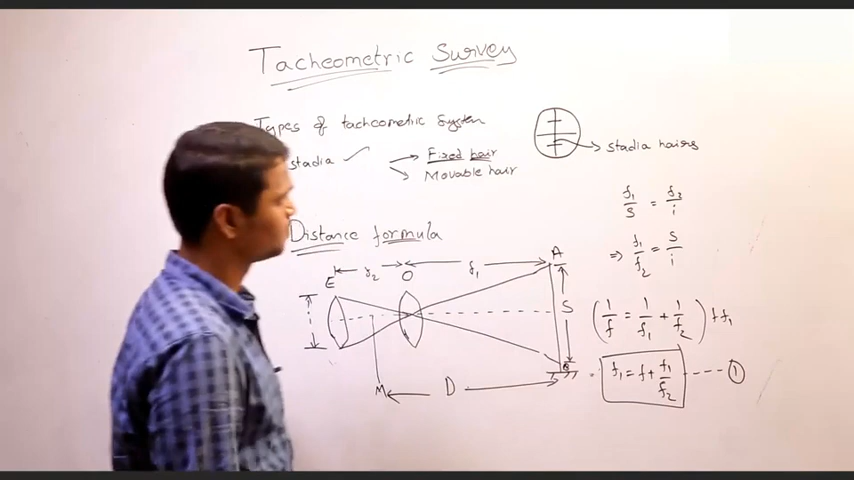 Tacheometric Survey
Types of tacheometric System
stadia ✓
Fixed hair
Movable hair
stadia hairs
Distance formula
E
f2
O
f1
A
S
B
M
D
i
f1/S = f2/i
⇒ f1/f2 = S/i
(1/f = 1/f1 + 1/f2) f f1
f1 = f + f1/f2 ---- ①